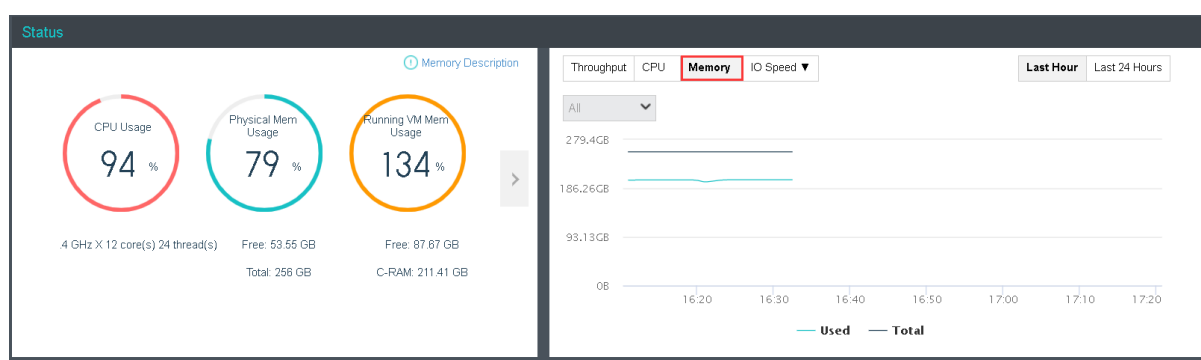 Status
Memory Description
CPU Usage
94 %
Physical Mem
Usage
79 %
Running VM Mem
Usage
134 %
.4 GHz X 12 core(s) 24 thread(s)
Free: 53.55 GB
Total: 256 GB
Free: 87.67 GB
C-RAM: 211.41 GB
Throughput CPU Memory IO Speed ▼
Last Hour Last 24 Hours
All
279.4GB
186.26GB
93.13GB
0B
16:20 16:30 16:40 16:50 17:00 17:10 17:20
Used Total